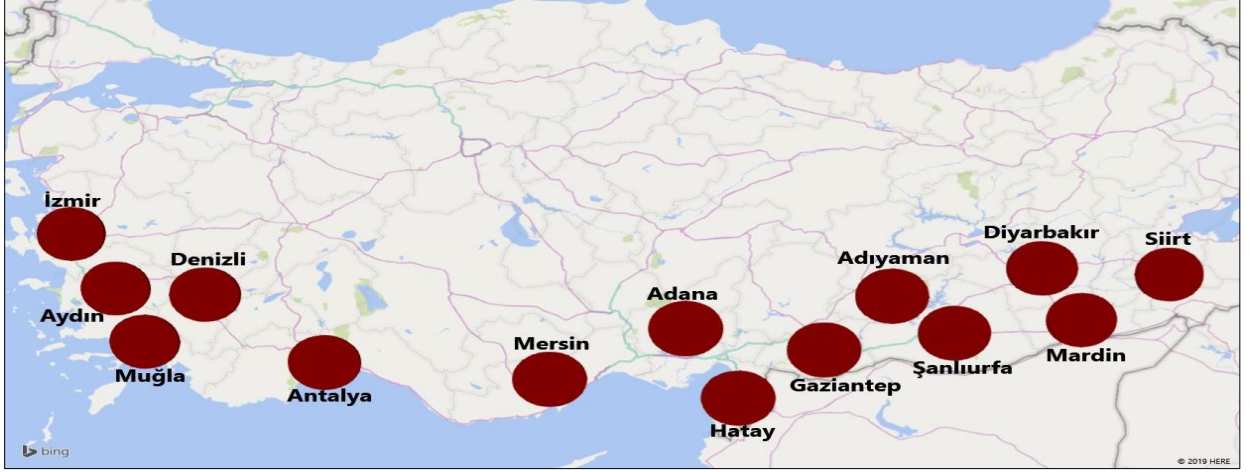 İzmir
Denizli
Aydın
Muğla
Antalya
Mersin
Adana
Hatay
Gaziantep
Adıyaman
Şanlıurfa
Diyarbakır
Mardin
Siirt
bing
© 2019 HERE